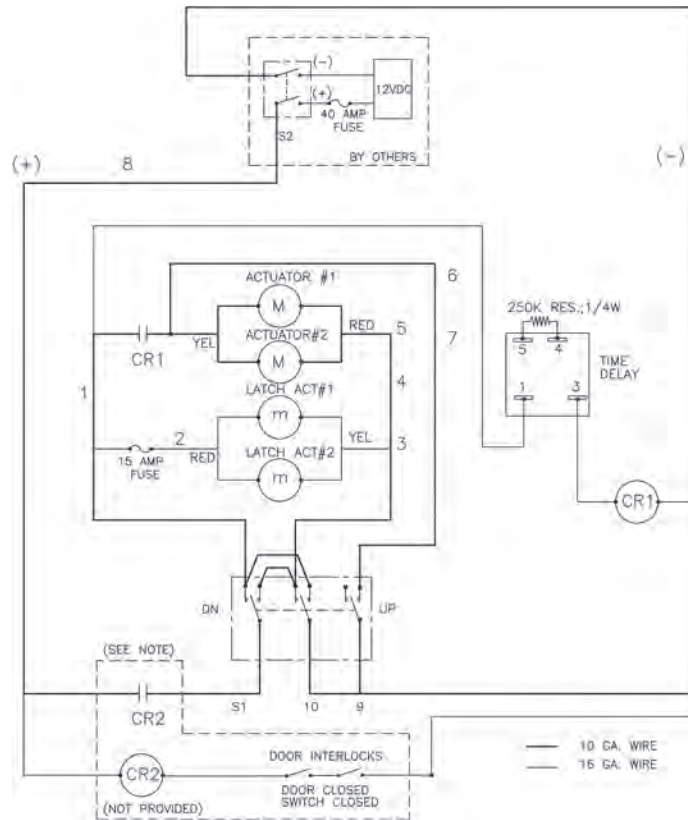 (-)
(+)
12VDC
40 AMP
FUSE
S2
BY OTHERS
(+)
8
(-)
6
ACTUATOR #1
M
250K RES.;1/4W
YEL
RED
5
7
CR1
ACTUATOR#2
M
5
4
TIME
DELAY
1
4
LATCH ACT#1
m
1
3
2
YEL
3
15 AMP
FUSE
RED
LATCH ACT#2
m
CR1
DN
UP
(SEE NOTE)
S1
10
9
CR2
DOOR INTERLOCKS
10 GA. WIRE
CR2
DOOR CLOSED
SWITCH CLOSED
16 GA. WIRE
(NOT PROVIDED)